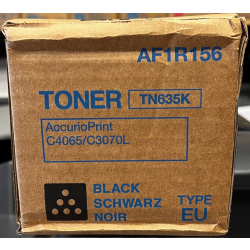 AF1R156
TONER TN635K
AccurioPrint
C4065/C3070L
BLACK
SCHWARZ
NOIR
TYPE
EU